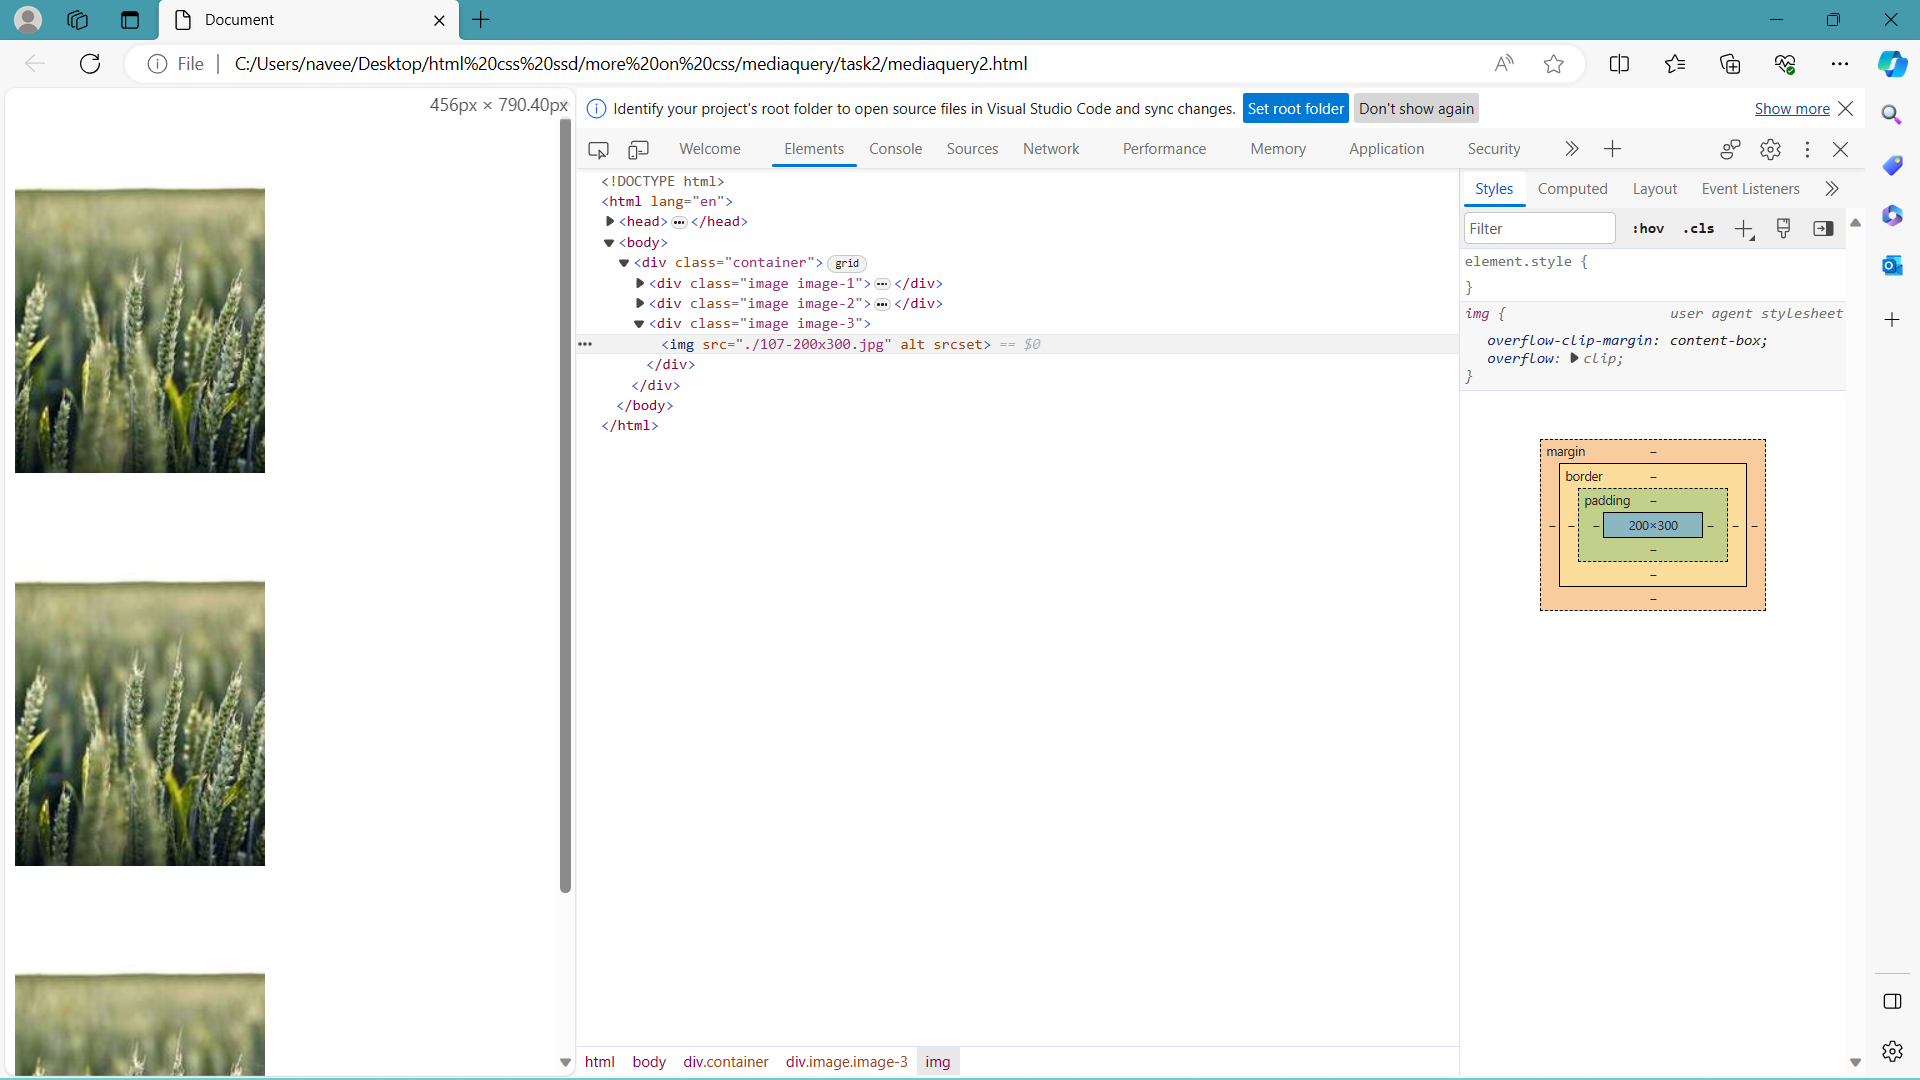 Document
File
C:/Users/navee/Desktop/html%20css%20ssd/more%20on%20css/mediaquery/task2/mediaquery2.html
456px × 790.40px
Identify your project's root folder to open source files in Visual Studio Code and sync changes. Set root folder Don't show again Show more
Welcome Elements Console Sources Network Performance Memory Application Security
<!DOCTYPE html>
<html lang="en">
<head> ••• </head>
<body>
<div class="container"> grid
<div class="image image-1"> ••• </div>
<div class="image image-2"> ••• </div>
<div class="image image-3">
••• <img src="./107-200x300.jpg" alt srcset> == $0
</div>
</div>
</body>
</html>
html body div.container div.image.image-3 img
Styles Computed Layout Event Listeners
Filter :hov .cls
element.style {
}
img { user agent stylesheet
overflow-clip-margin: content-box;
overflow: clip;
}
margin –
border –
padding –
– – – 200×300 – – –
–
–
–